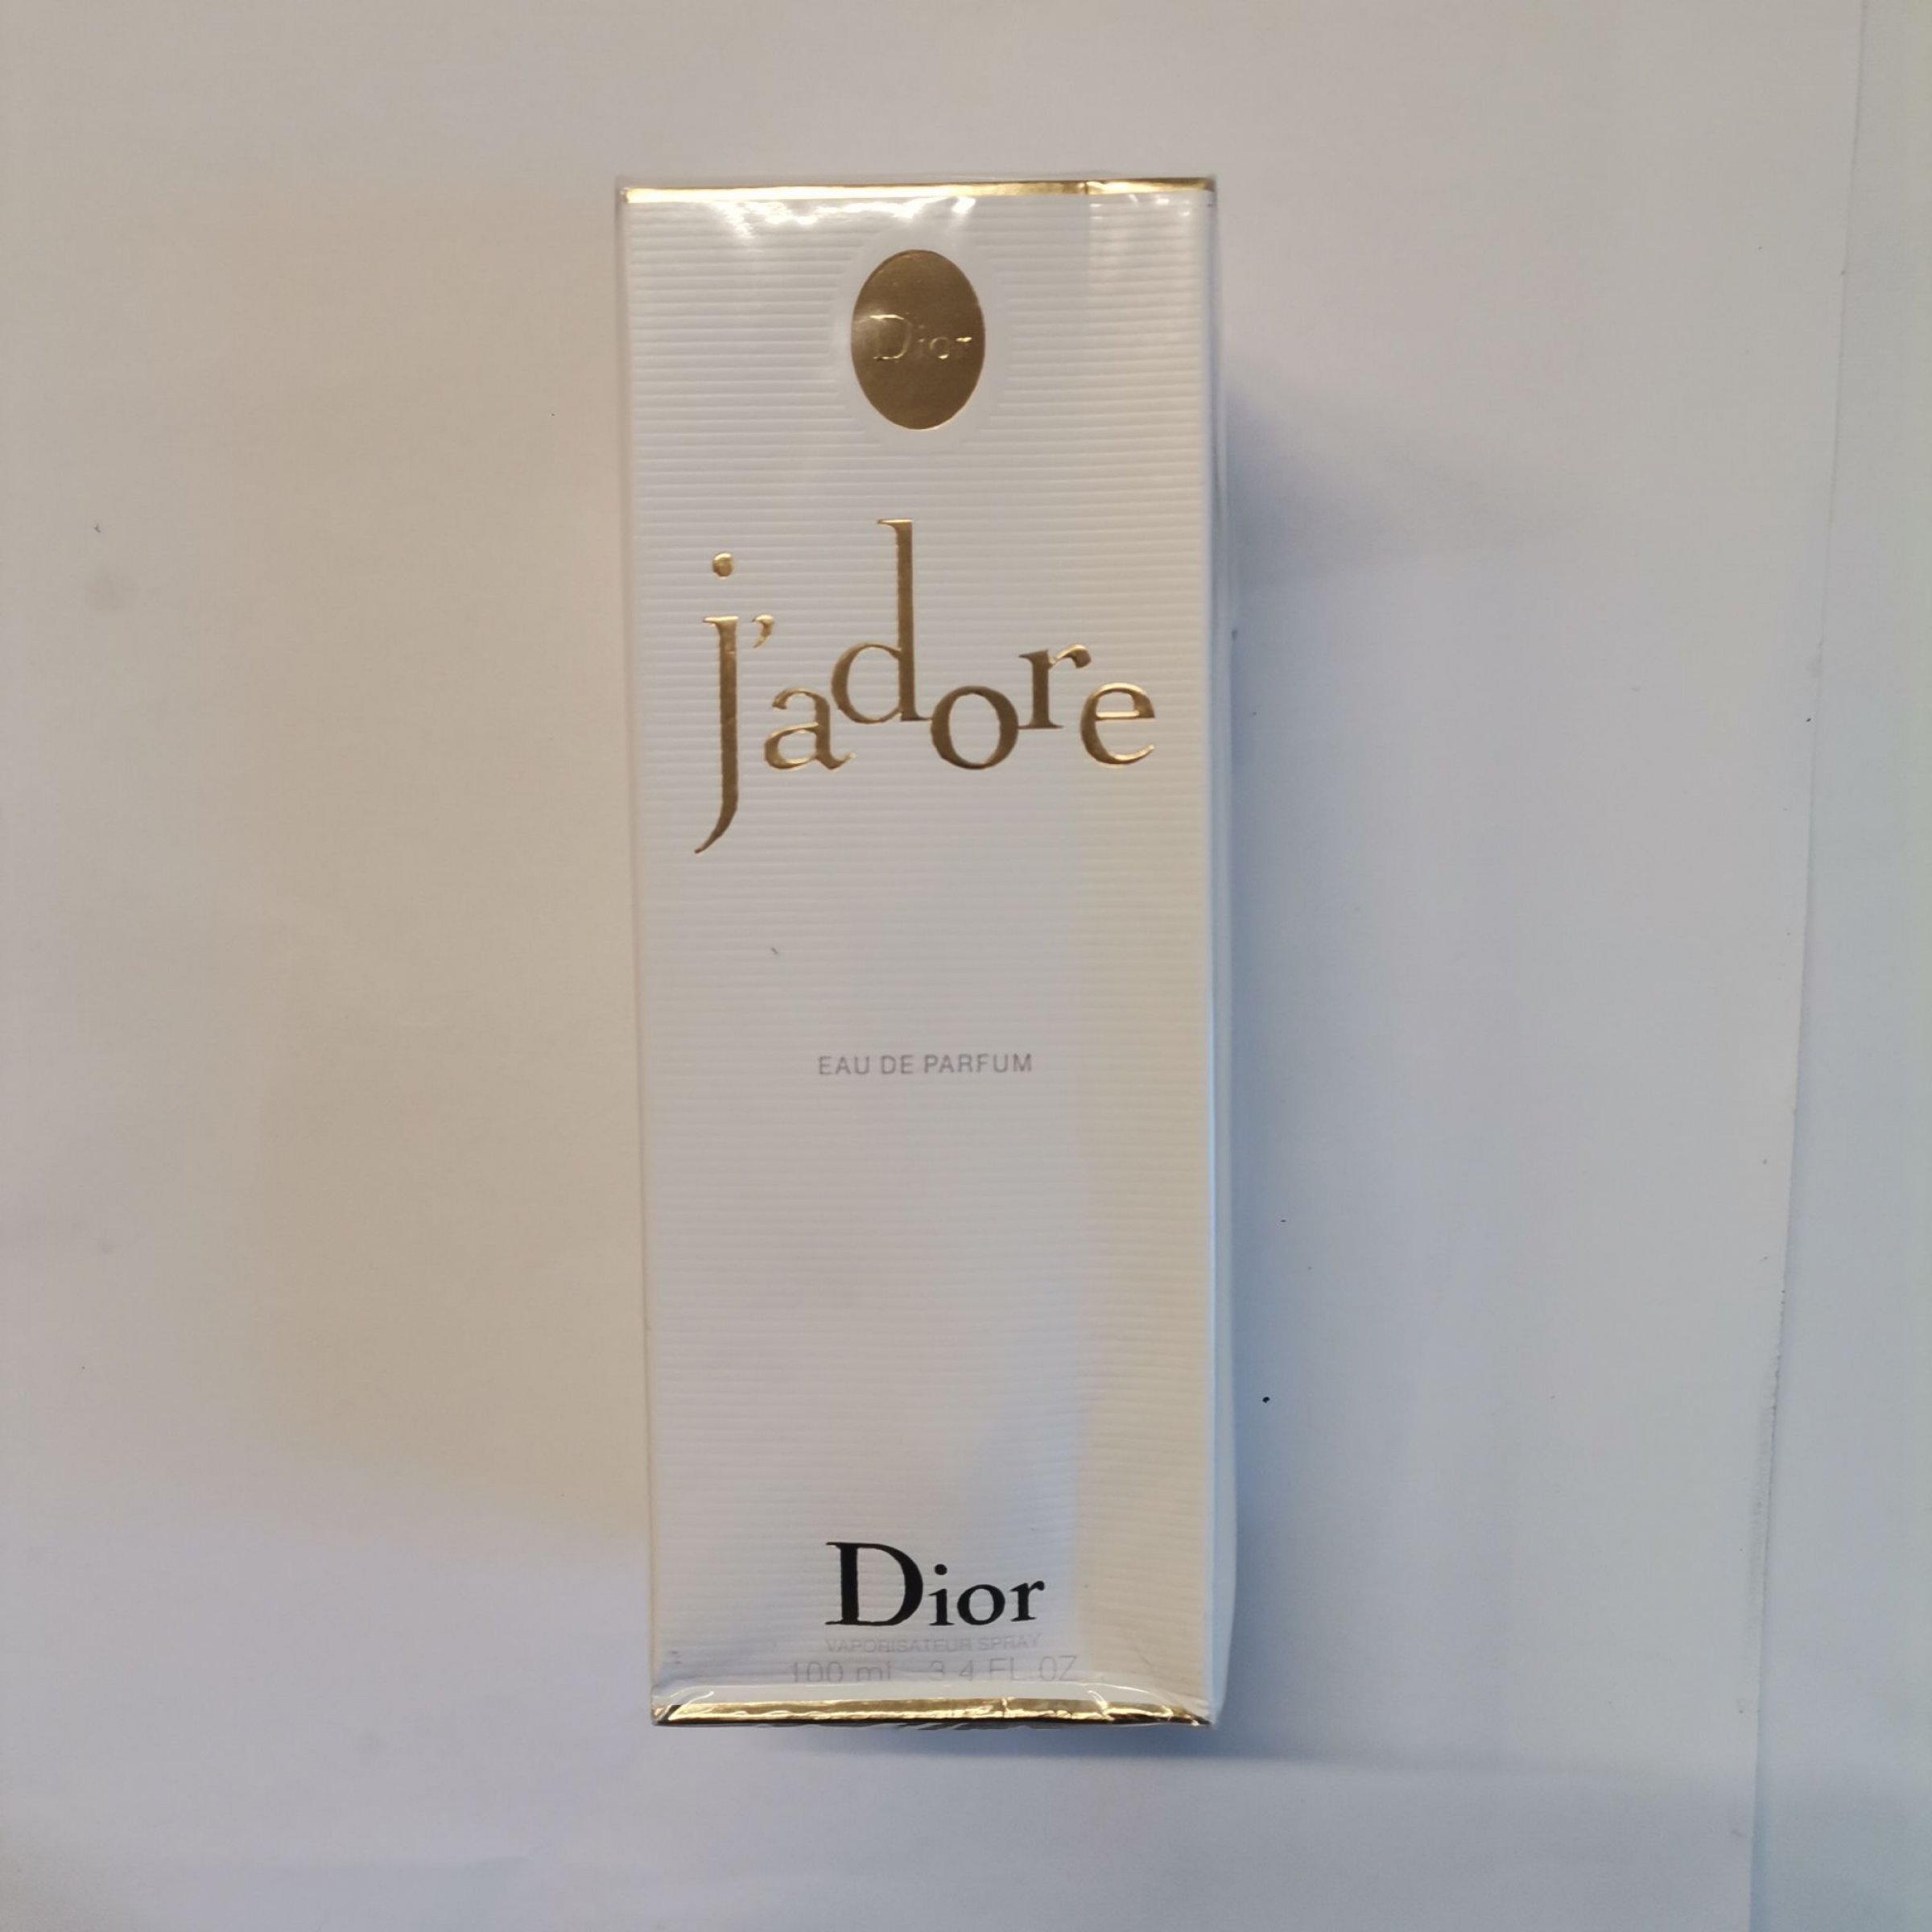 Dior
j'adore
EAU DE PARFUM
Dior
VAPORISATEUR SPRAY
100 ml 3.4 FL.OZ